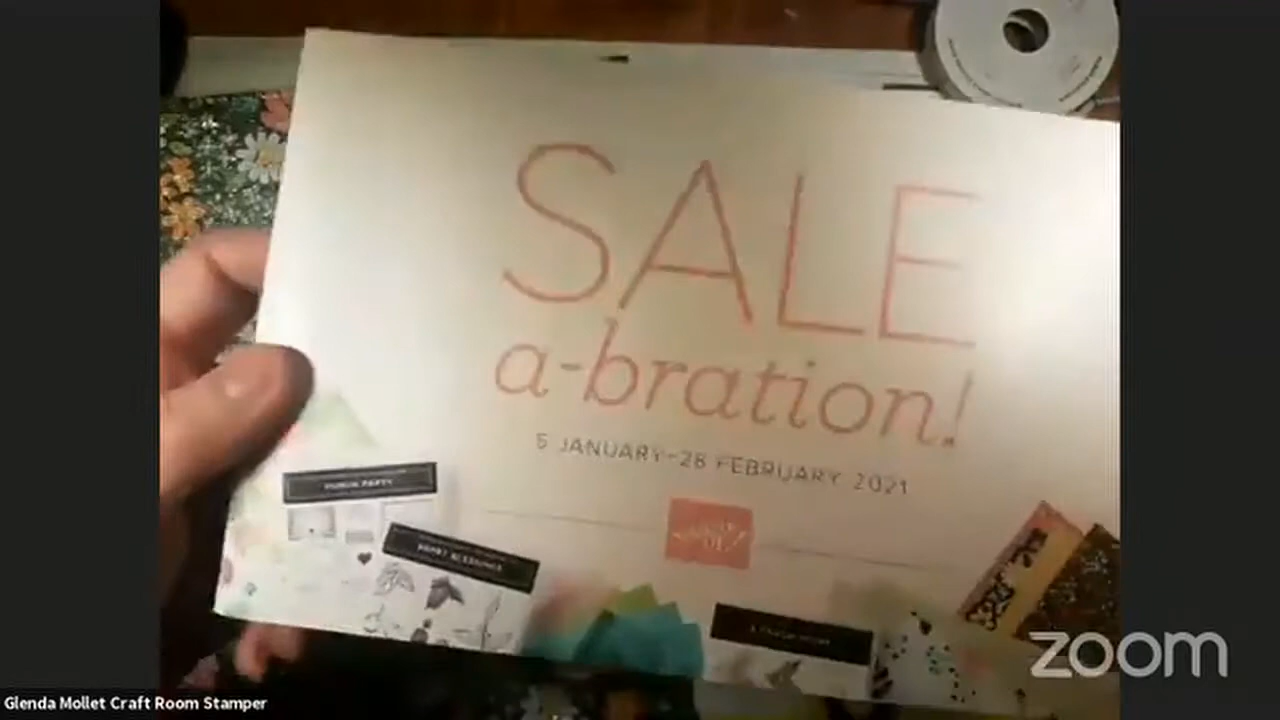 SALE
a-bration!
5 JANUARY–28 FEBRUARY 2021
zoom
Glenda Mollet Craft Room Stamper